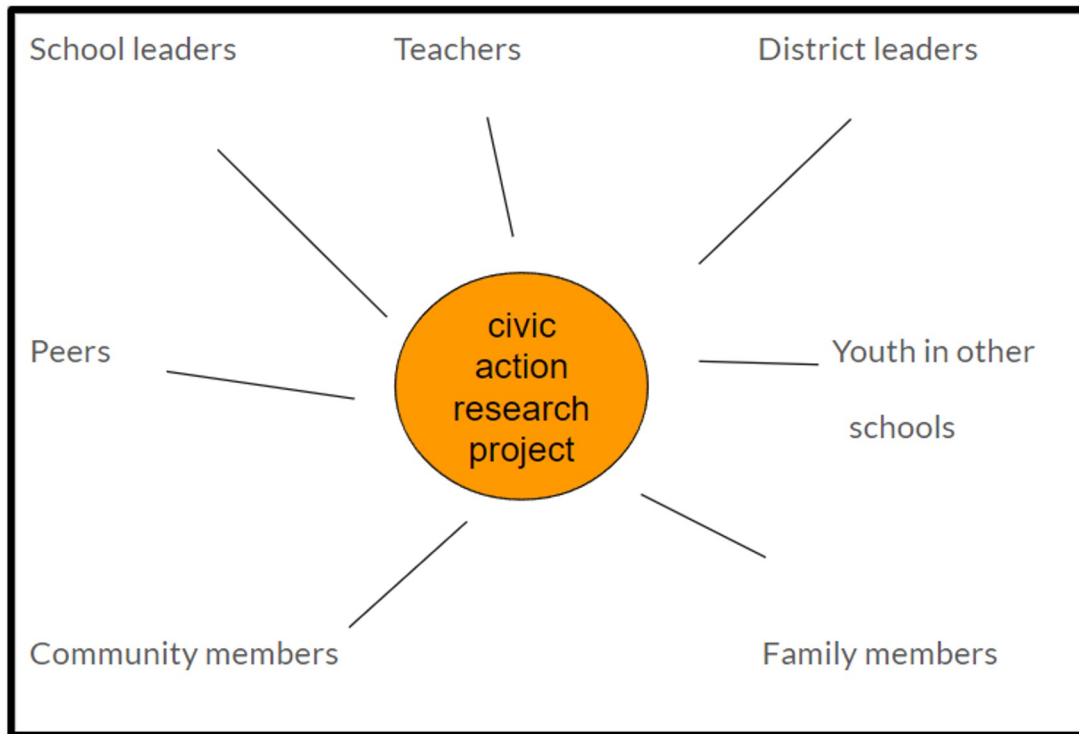 School leaders
Teachers
District leaders
civic
action
research
project
Peers
Youth in other
schools
Community members
Family members